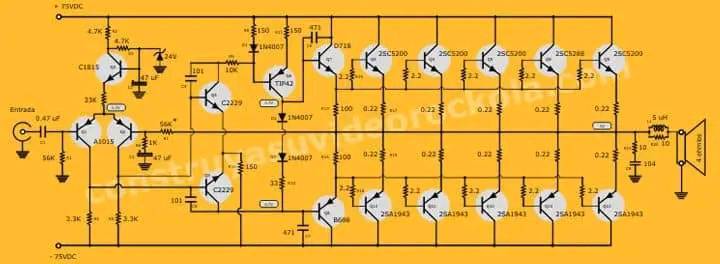 + 75VDC
4.7K
4.7K
24V
C1815
47 uF
33K
Entrada
0.47 uF
56K
A1015
56K
1K
47 uF
3.3K
3.3K
- 75VDC
101
10K
C2229
150
1N4007
150
TIP42
1N4007
1N4007
33
150
C2229
101
471
471
D718
B688
100
100
2.2
2.2
2.2
2.2
2.2
2SC5200
2SC5200
2SC5200
2SC5200
2SC5200
0.22
0.22
0.22
0.22
0.22
0.22
0.22
0.22
0.22
0.22
2.2
2.2
2.2
2.2
2.2
2SA1943
2SA1943
2SA1943
2SA1943
2SA1943
5 uH
10
10
104
4 ohmios
construyasuvideorockola.com